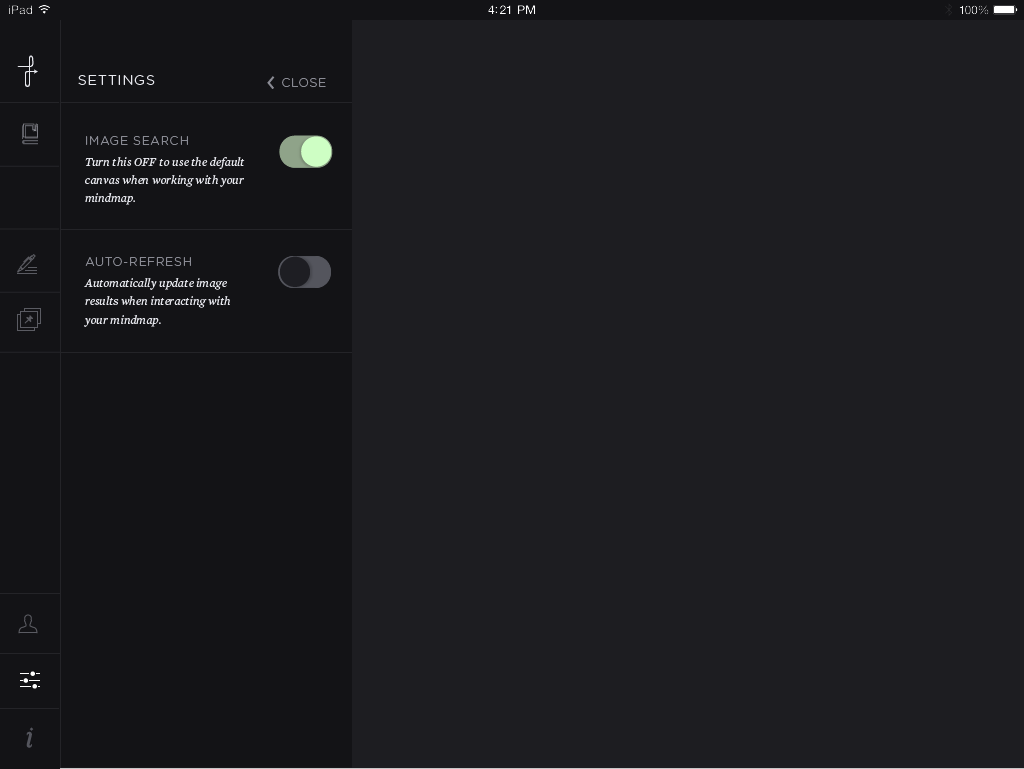 iPad
4:21 PM
100%
SETTINGS
CLOSE
IMAGE SEARCH
Turn this OFF to use the default
canvas when working with your
mindmap.
AUTO-REFRESH
Automatically update image
results when interacting with
your mindmap.
i